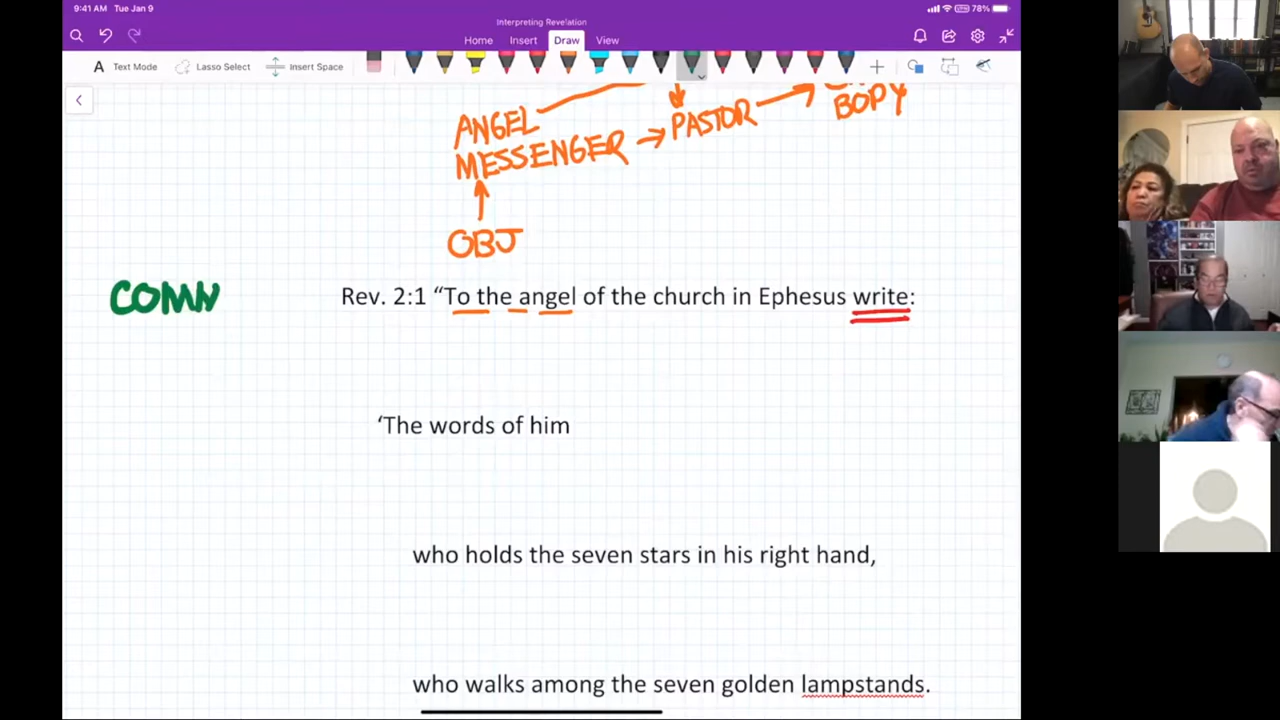 9:41 AM Tue Jan 9
78%
Interpreting Revelation
Home Insert Draw View
A Text Mode Lasso Select Insert Space
ANGEL
MESSENGER → PASTOR → BODY
OBJ
COMN Rev. 2:1 “To the angel of the church in Ephesus write:
‘The words of him
who holds the seven stars in his right hand,
who walks among the seven golden lampstands.